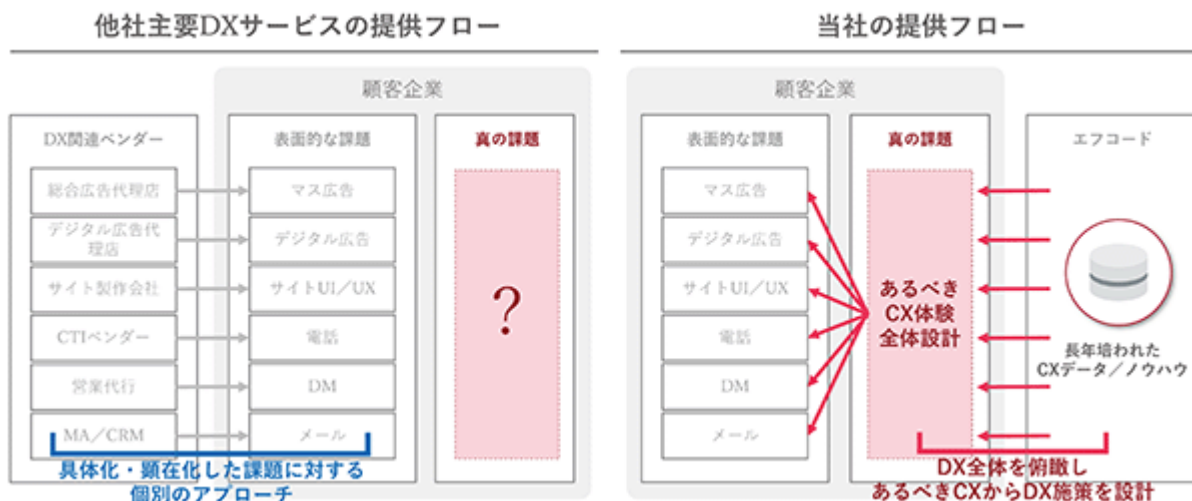 他社主要DXサービスの提供フロー
顧客企業
DX関連ベンダー
表面的な課題
真の課題
総合広告代理店
マス広告
デジタル広告代
理店
デジタル広告
サイト製作会社
サイトUI／UX
CTIベンダー
電話
営業代行
DM
MA／CRM
メール
？
具体化・顕在化した課題に対する
個別のアプローチ
当社の提供フロー
顧客企業
表面的な課題
真の課題
エフコード
マス広告
デジタル広告
サイトUI／UX
電話
DM
メール
あるべき
CX体験
全体設計
長年培われた
CXデータ／ノウハウ
DX全体を俯瞰し
あるべきCXからDX施策を設計